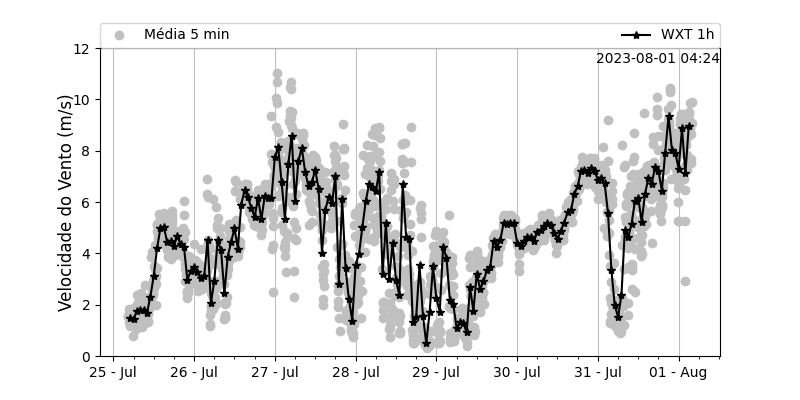 Média 5 min
WXT 1h
2023-08-01 04:24
Velocidade do Vento (m/s)
12
10
8
6
4
2
0
25 - Jul
26 - Jul
27 - Jul
28 - Jul
29 - Jul
30 - Jul
31 - Jul
01 - Aug